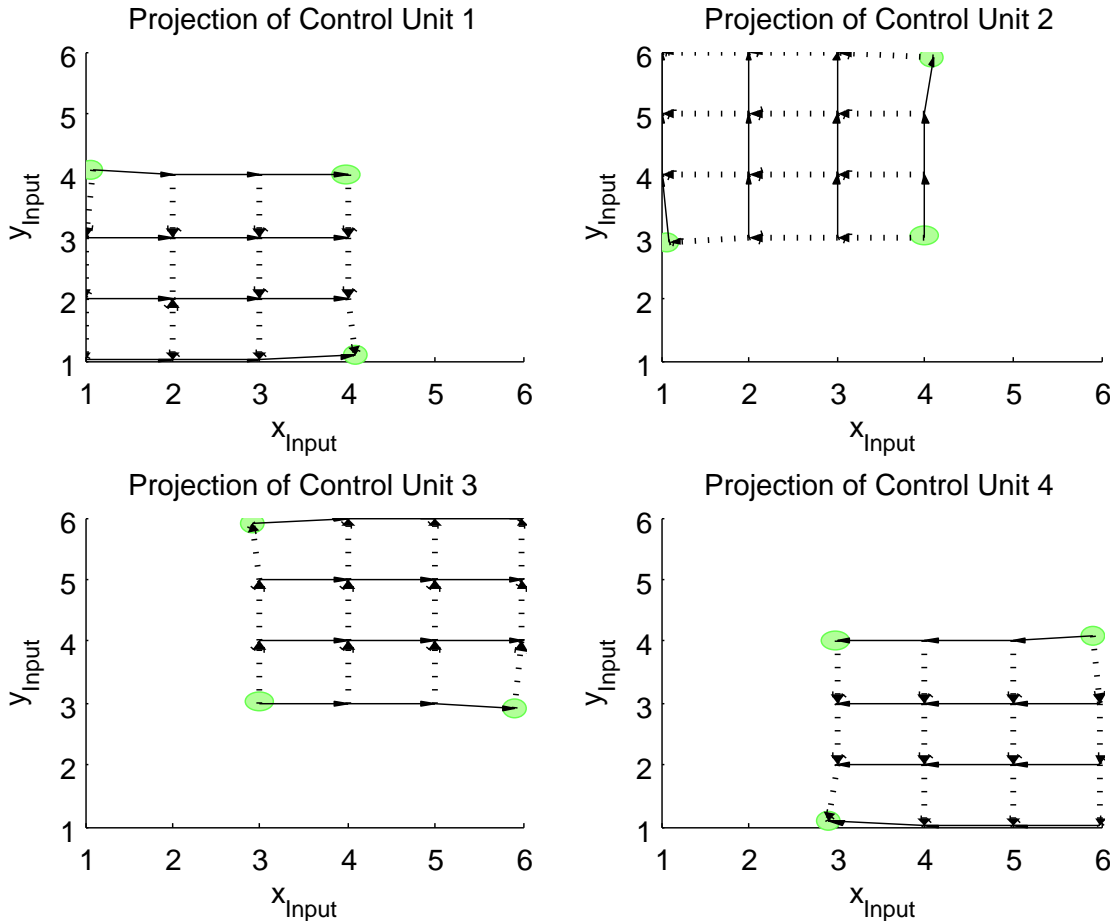 Projection of Control Unit 1
6
5
4
3
2
1
y_Input
1 2 3 4 5 6
x_Input
Projection of Control Unit 2
6
5
4
3
2
1
y_Input
1 2 3 4 5 6
x_Input
Projection of Control Unit 3
6
5
4
3
2
1
y_Input
1 2 3 4 5 6
x_Input
Projection of Control Unit 4
6
5
4
3
2
1
y_Input
1 2 3 4 5 6
x_Input